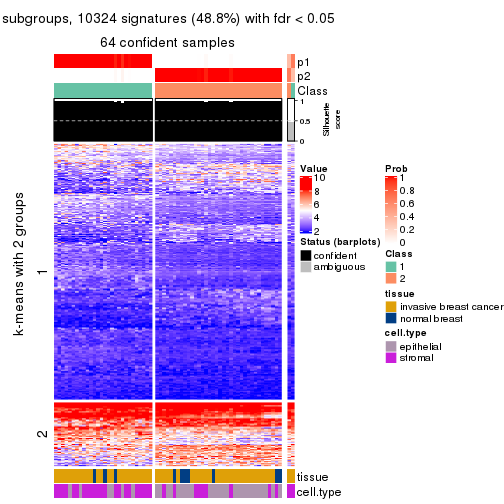 subgroups, 10324 signatures (48.8%) with fdr < 0.05
64 confident samples
p1
p2
Class
1
0.5
0
Silhouette
score
k-means with 2 groups
1
2
Value
10
8
6
4
2
Status (barplots)
confident
ambiguous
Prob
1
0.8
0.6
0.4
0.2
0
Class
1
2
tissue
invasive breast cancer
normal breast
cell.type
epithelial
stromal
tissue
cell.type